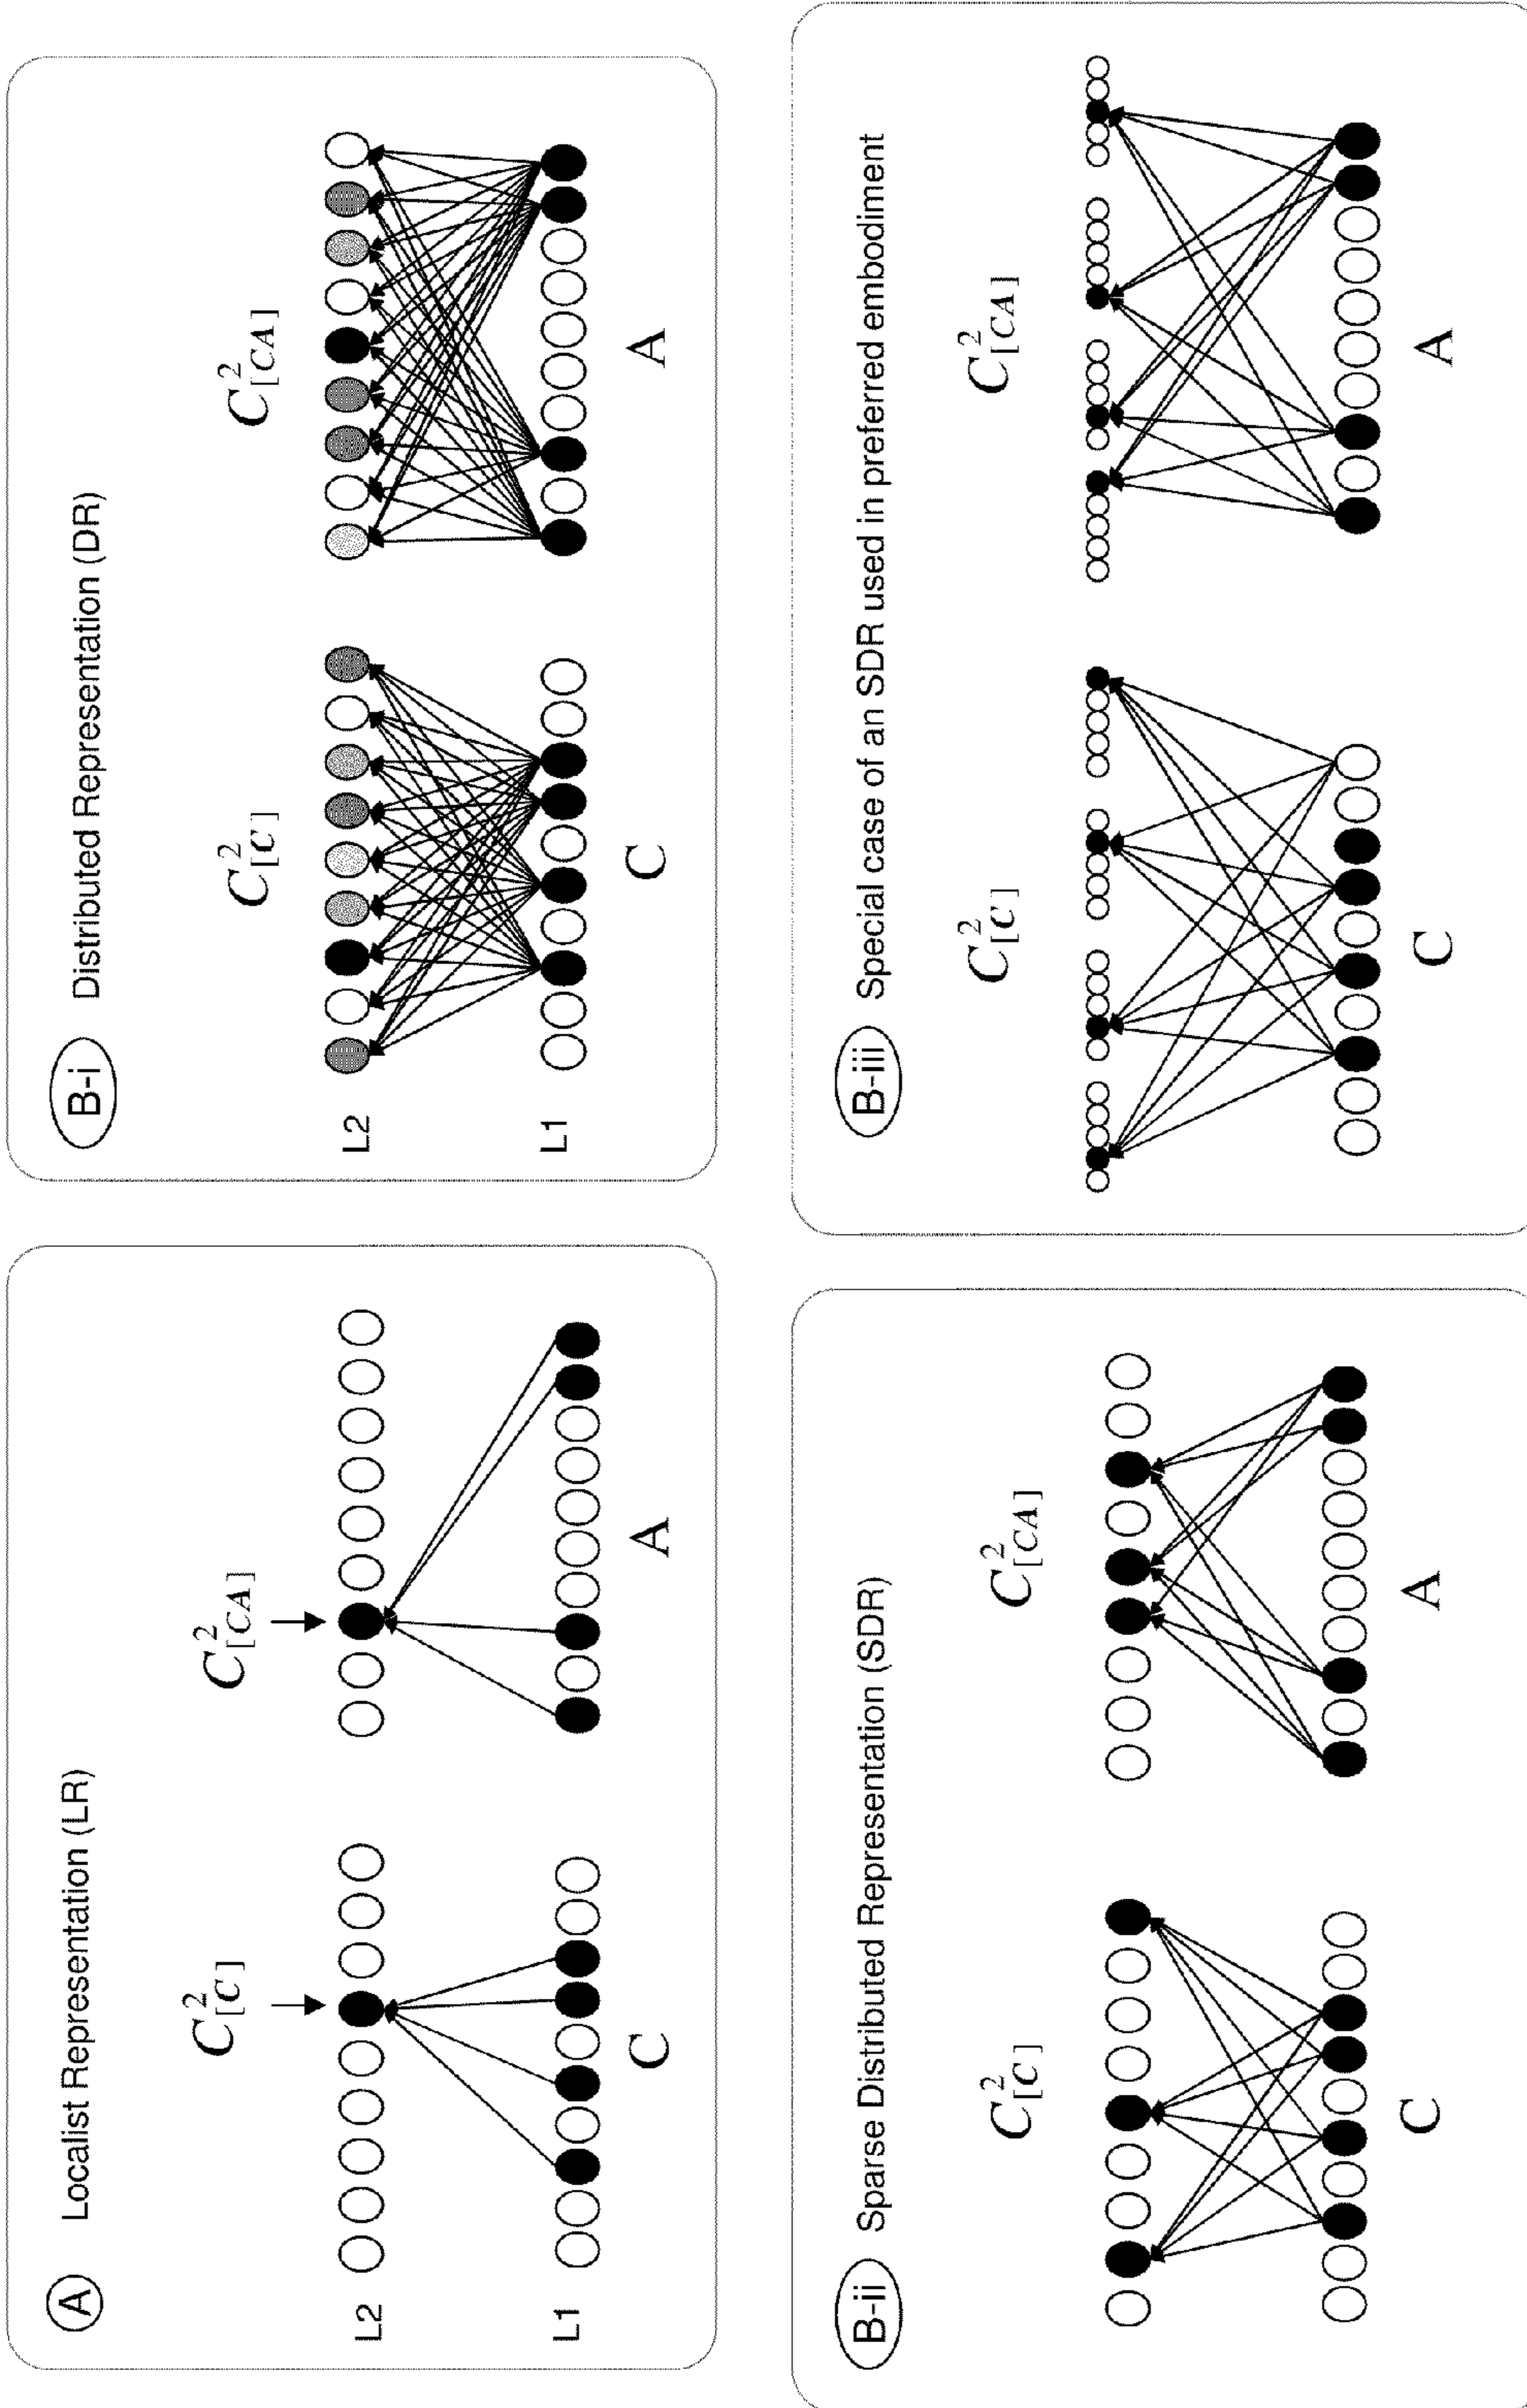 A Localist Representation (LR)
C²[C] C²[CA]
L2
L1
C A
B-i Distributed Representation (DR)
C²[C] C²[CA]
L2
L1
C A
B-ii Sparse Distributed Representation (SDR)
C²[C] C²[CA]
C A
B-iii Special case of an SDR used in preferred embodiment
C²[C] C²[CA]
C A